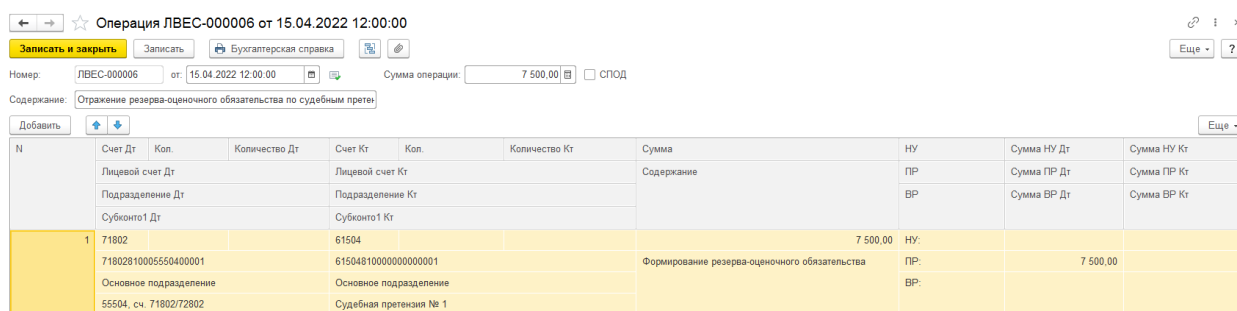 Операция ЛВЕС-000006 от 15.04.2022 12:00:00
Записать и закрыть Записать Бухгалтерская справка Еще ?
Номер: ЛВЕС-000006 от: 15.04.2022 12:00:00 Сумма операции: 7 500,00 СПОД
Содержание: Отражение резерва-оценочного обязательства по судебным претен
Добавить Еще
N Счет Дт Кол. Количество Дт Счет Кт Кол. Количество Кт Сумма НУ Сумма НУ Дт Сумма НУ Кт
Лицевой счет Дт Лицевой счет Кт Содержание ПР Сумма ПР Дт Сумма ПР Кт
Подразделение Дт Подразделение Кт ВР Сумма ВР Дт Сумма ВР Кт
Субконто1 Дт Субконто1 Кт
1 71802 61504 7 500,00 НУ:
71802810005550400001 61504810000000000001 Формирование резерва-оценочного обязательства ПР: 7 500,00
Основное подразделение Основное подразделение ВР:
55504, сч. 71802/72802 Судебная претензия № 1